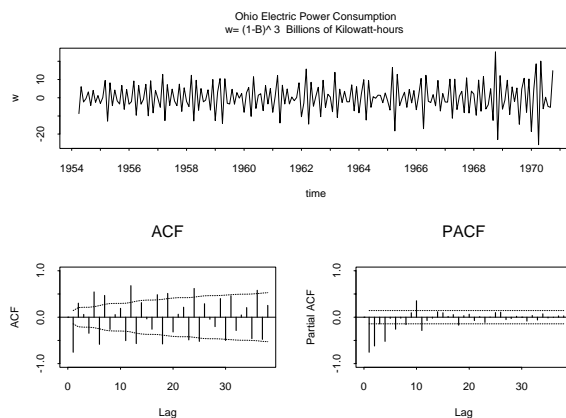 Ohio Electric Power Consumption
w= (1-B)^ 3 Billions of Kilowatt-hours
w
-20
0
10
1954
1956
1958
1960
1962
1964
1966
1968
1970
time
ACF
ACF
-1.0
0.0
1.0
0
10
20
30
Lag
PACF
Partial ACF
-1.0
0.0
1.0
0
10
20
30
Lag